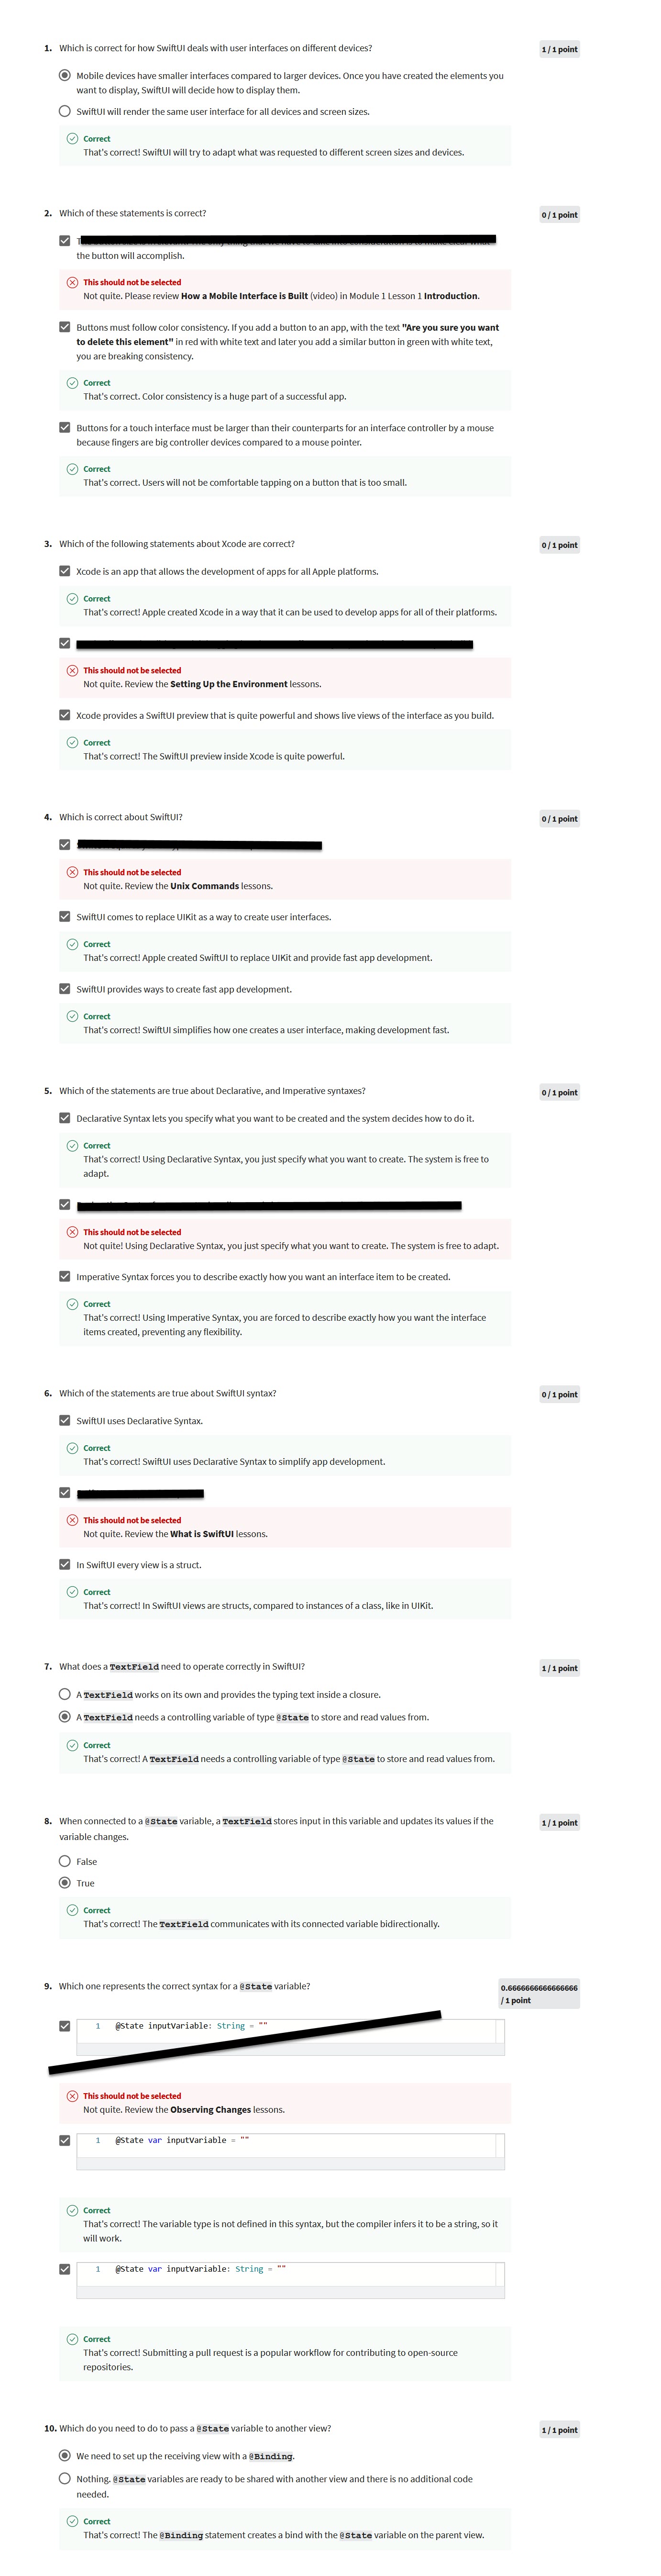 1. Which is correct for how SwiftUI deals with user interfaces on different devices?
1 / 1 point
Mobile devices have smaller interfaces compared to larger devices. Once you have created the elements you
want to display, SwiftUI will decide how to display them.
SwiftUI will render the same user interface for all devices and screen sizes.
Correct
That's correct! SwiftUI will try to adapt what was requested to different screen sizes and devices.
2. Which of these statements is correct?
0 / 1 point
the button will accomplish.
This should not be selected
Not quite. Please review How a Mobile Interface is Built (video) in Module 1 Lesson 1 Introduction.
Buttons must follow color consistency. If you add a button to an app, with the text "Are you sure you want
to delete this element" in red with white text and later you add a similar button in green with white text,
you are breaking consistency.
Correct
That's correct. Color consistency is a huge part of a successful app.
Buttons for a touch interface must be larger than their counterparts for an interface controller by a mouse
because fingers are big controller devices compared to a mouse pointer.
Correct
That's correct. Users will not be comfortable tapping on a button that is too small.
3. Which of the following statements about Xcode are correct?
0 / 1 point
Xcode is an app that allows the development of apps for all Apple platforms.
Correct
That's correct! Apple created Xcode in a way that it can be used to develop apps for all of their platforms.
This should not be selected
Not quite. Review the Setting Up the Environment lessons.
Xcode provides a SwiftUI preview that is quite powerful and shows live views of the interface as you build.
Correct
That's correct! The SwiftUI preview inside Xcode is quite powerful.
4. Which is correct about SwiftUI?
0 / 1 point
This should not be selected
Not quite. Review the Unix Commands lessons.
SwiftUI comes to replace UIKit as a way to create user interfaces.
Correct
That's correct! Apple created SwiftUI to replace UIKit and provide fast app development.
SwiftUI provides ways to create fast app development.
Correct
That's correct! SwiftUI simplifies how one creates a user interface, making development fast.
5. Which of the statements are true about Declarative, and Imperative syntaxes?
0 / 1 point
Declarative Syntax lets you specify what you want to be created and the system decides how to do it.
Correct
That's correct! Using Declarative Syntax, you just specify what you want to create. The system is free to
adapt.
This should not be selected
Not quite! Using Declarative Syntax, you just specify what you want to create. The system is free to adapt.
Imperative Syntax forces you to describe exactly how you want an interface item to be created.
Correct
That's correct! Using Imperative Syntax, you are forced to describe exactly how you want the interface
items created, preventing any flexibility.
6. Which of the statements are true about SwiftUI syntax?
0 / 1 point
SwiftUI uses Declarative Syntax.
Correct
That's correct! SwiftUI uses Declarative Syntax to simplify app development.
This should not be selected
Not quite. Review the What is SwiftUI lessons.
In SwiftUI every view is a struct.
Correct
That's correct! In SwiftUI views are structs, compared to instances of a class, like in UIKit.
7. What does a TextField need to operate correctly in SwiftUI?
1 / 1 point
A TextField works on its own and provides the typing text inside a closure.
A TextField needs a controlling variable of type @State to store and read values from.
Correct
That's correct! A TextField needs a controlling variable of type @State to store and read values from.
8. When connected to a @State variable, a TextField stores input in this variable and updates its values if the
variable changes.
1 / 1 point
False
True
Correct
That's correct! The TextField communicates with its connected variable bidirectionally.
9. Which one represents the correct syntax for a @State variable?
0.6666666666666666
/ 1 point
1 @State inputVariable: String = ""
This should not be selected
Not quite. Review the Observing Changes lessons.
1 @State var inputVariable = ""
Correct
That's correct! The variable type is not defined in this syntax, but the compiler infers it to be a string, so it
will work.
1 @State var inputVariable: String = ""
Correct
That's correct! Submitting a pull request is a popular workflow for contributing to open-source
repositories.
10. Which do you need to do to pass a @State variable to another view?
1 / 1 point
We need to set up the receiving view with a @Binding.
Nothing. @State variables are ready to be shared with another view and there is no additional code
needed.
Correct
That's correct! The @Binding statement creates a bind with the @State variable on the parent view.